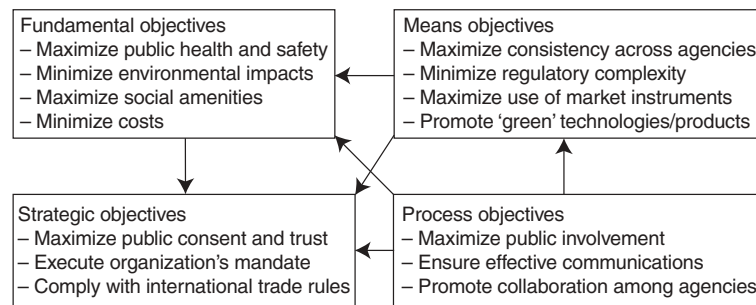 Fundamental objectives
– Maximize public health and safety
– Minimize environmental impacts
– Maximize social amenities
– Minimize costs
Means objectives
– Maximize consistency across agencies
– Minimize regulatory complexity
– Maximize use of market instruments
– Promote ‘green’ technologies/products
Strategic objectives
– Maximize public consent and trust
– Execute organization’s mandate
– Comply with international trade rules
Process objectives
– Maximize public involvement
– Ensure effective communications
– Promote collaboration among agencies